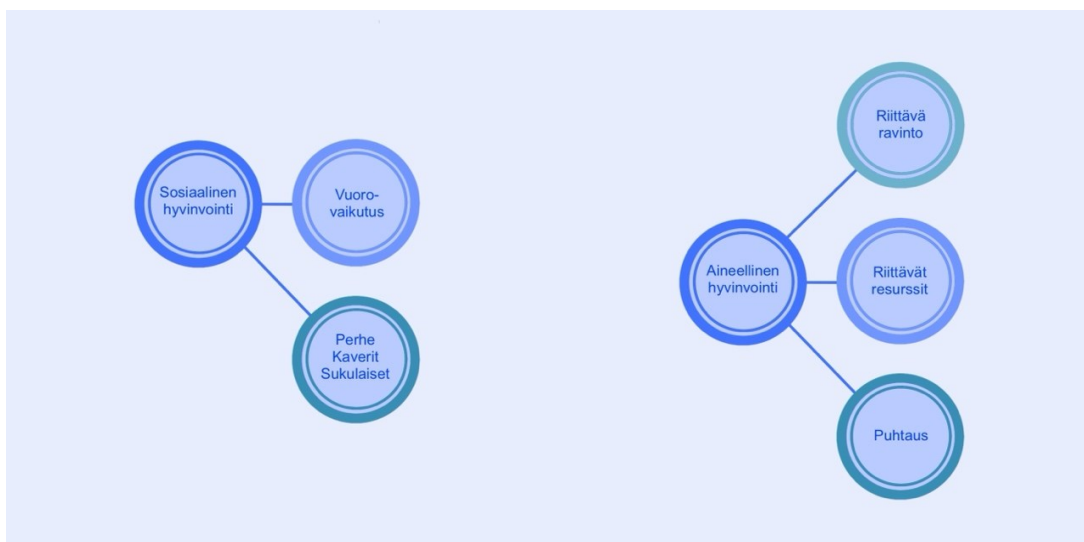 Sosiaalinen
hyvinvointi
Vuoro-
vaikutus
Perhe
Kaverit
Sukulaiset
Aineellinen
hyvinvointi
Riittävä
ravinto
Riittävät
resurssit
Puhtaus